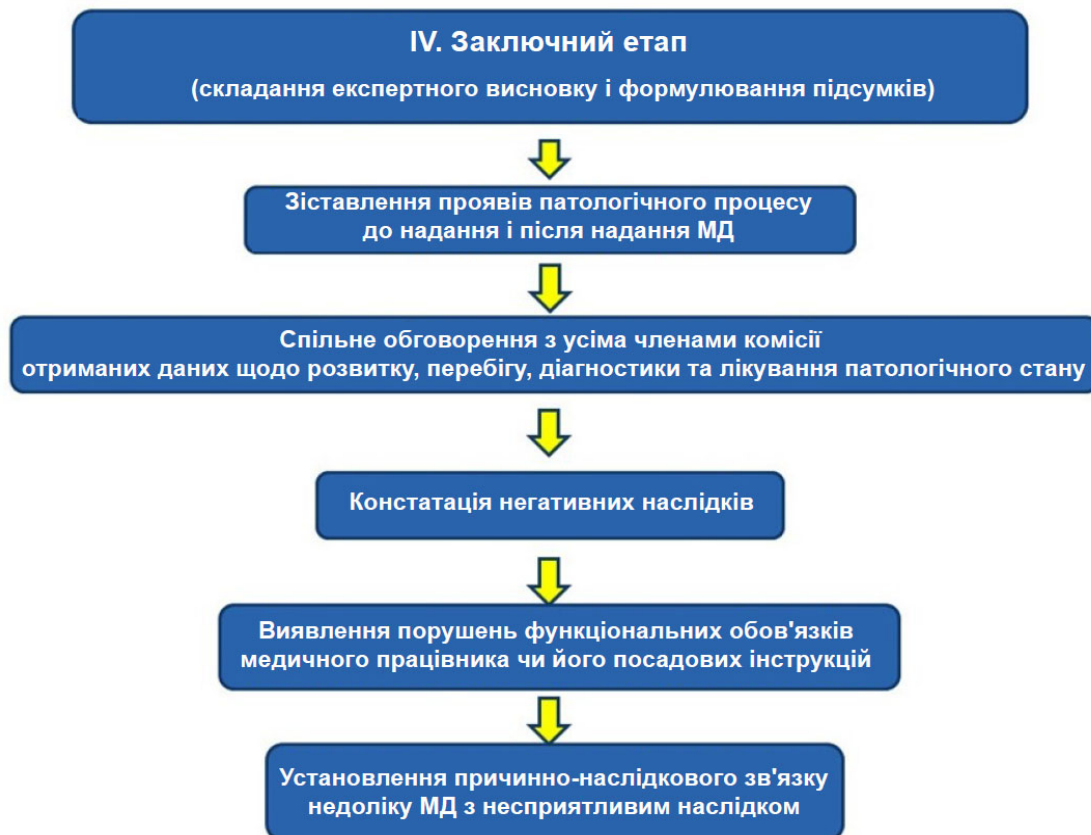 IV. Заключний етап
(складання експертного висновку і формулювання підсумків)
Зіставлення проявів патологічного процесу
до надання і після надання МД
Спільне обговорення з усіма членами комісії
отриманих даних щодо розвитку, перебігу, діагностики та лікування патологічного стану
Констатація негативних наслідків
Виявлення порушень функціональних обов'язків
медичного працівника чи його посадових інструкцій
Установлення причинно-наслідкового зв'язку
недоліку МД з несприятливим наслідком